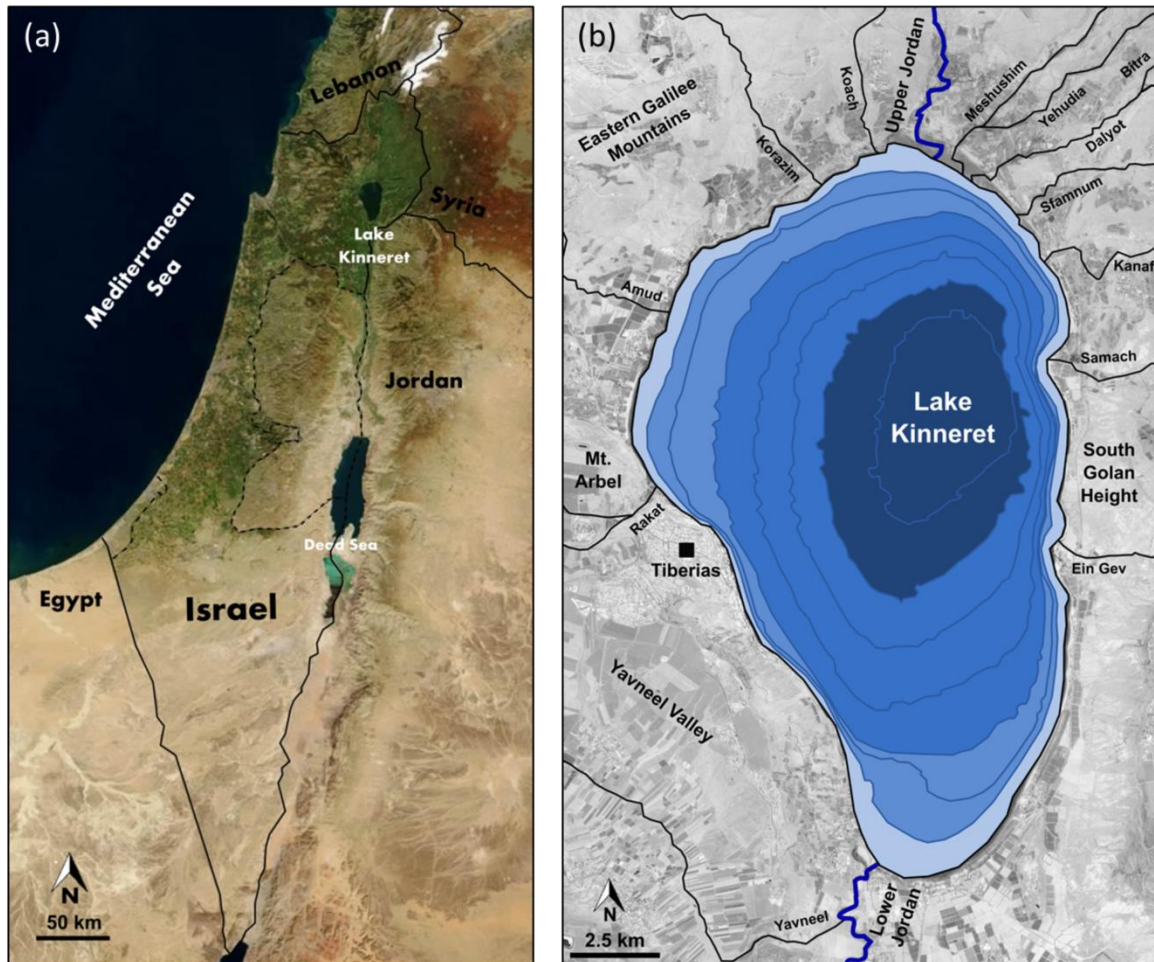 (a)
Lebanon
Syria
Mediterranean
Sea
Lake
Kinneret
Jordan
Dead Sea
Egypt
Israel
N
50 km
(b)
Eastern Galilee
Mountains
Koach
Upper Jordan
Meshushim
Yehudia
Bitra
Dalyot
Korazim
Sfamnum
Kanaf
Amud
Samach
Lake
Kinneret
Mt.
Arbel
South
Golan
Height
Rakat
Tiberias
Ein Gev
Yavneel Valley
N
2.5 km
Yavneel
Lower
Jordan